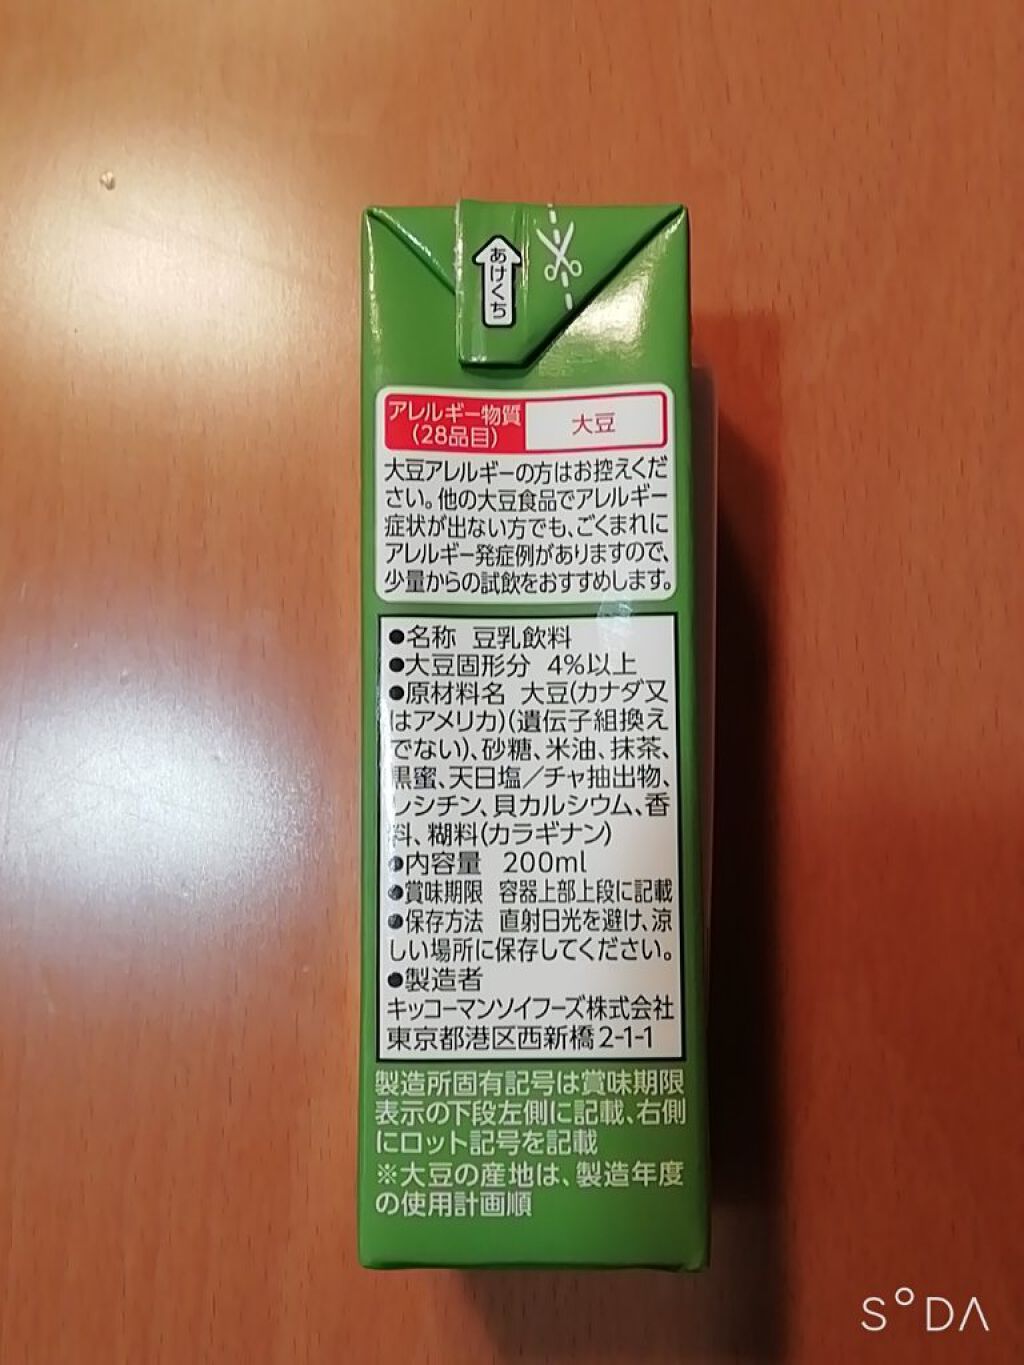 あけくち
アレルギー物質
(28品目)
大豆
大豆アレルギーの方はお控えくだ
さい。他の大豆食品でアレルギー
症状が出ない方でも、ごくまれに
アレルギー発症例がありますので、
少量からの試飲をおすすめします。
●名称 豆乳飲料
●大豆固形分 4%以上
●原材料名 大豆(カナダ又
はアメリカ)(遺伝子組換え
でない)、砂糖、米油、抹茶、
黒蜜、天日塩/チャ抽出物、
レシチン、貝カルシウム、香
料、糊料(カラギナン)
●内容量 200ml
●賞味期限 容器上部上段に記載
●保存方法 直射日光を避け、涼
しい場所に保存してください。
●製造者
キッコーマンソイフーズ株式会社
東京都港区西新橋2-1-1
製造所固有記号は賞味期限
表示の下段左側に記載、右側
にロット記号を記載
※大豆の産地は、製造年度
の使用計画順
SODA